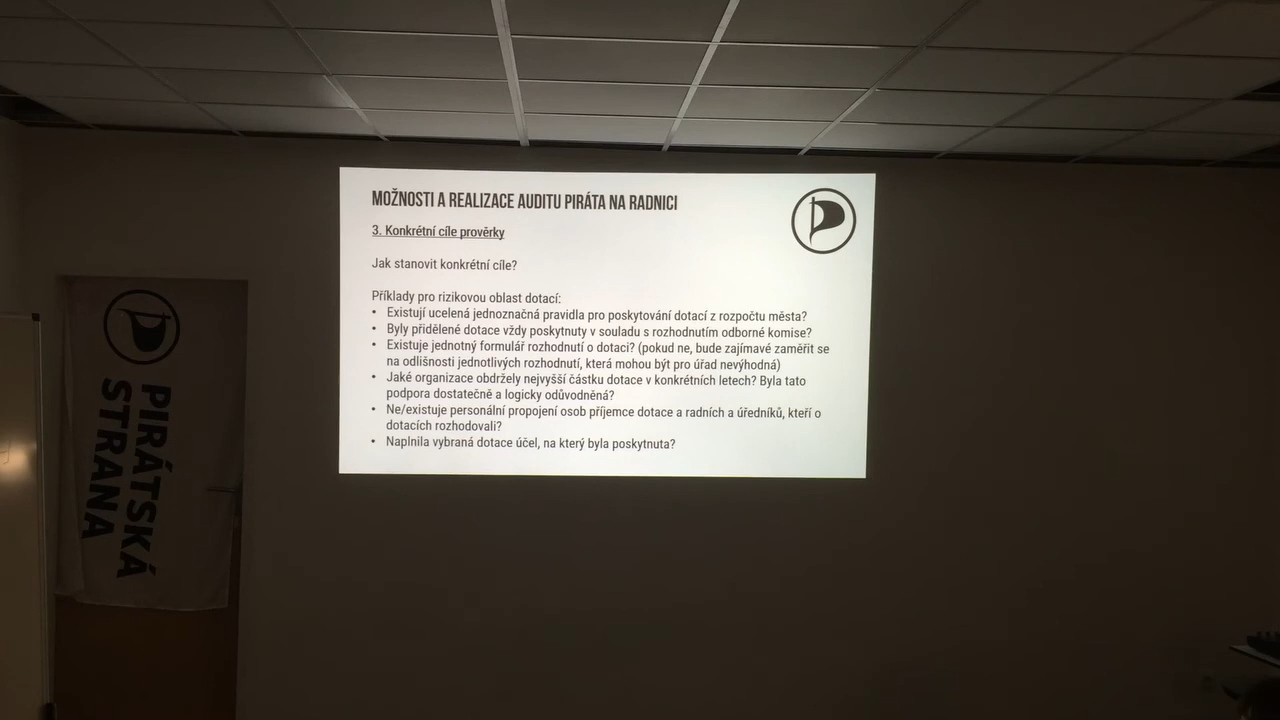 MOŽNOSTI A REALIZACE AUDITU PIRÁTA NA RADNICI
3. Konkrétní cíle prověrky
Jak stanovit konkrétní cíle?
Příklady pro rizikovou oblast dotací:
• Existují ucelená jednoznačná pravidla pro poskytování dotací z rozpočtu města?
• Byly přidělené dotace vždy poskytnuty v souladu s rozhodnutím odborné komise?
• Existuje jednotný formulář rozhodnutí o dotaci? (pokud ne, bude zajímavé zaměřit se
na odlišnosti jednotlivých rozhodnutí, která mohou být pro úřad nevýhodná)
• Jaké organizace obdržely nejvyšší částku dotace v konkrétních letech? Byla tato
podpora dostatečně a logicky odůvodněná?
• Ne/existuje personální propojení osob příjemce dotace a radních a úředníků, kteří o
dotacích rozhodovali?
• Naplnila vybraná dotace účel, na který byla poskytnuta?
PIRÁTSKÁ
STRANA